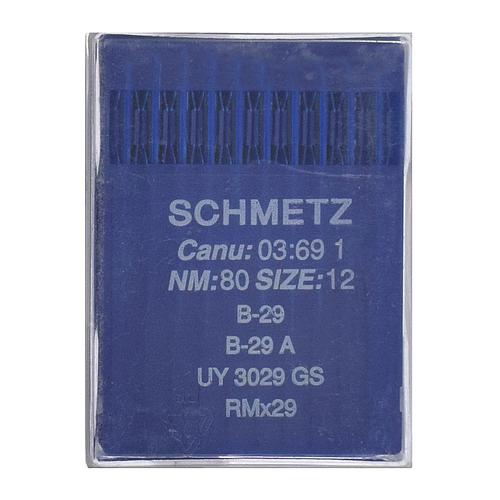 SCHMETZ
Canu: 03:69 1
NM:80 SIZE:12
B-29
B-29 A
UY 3029 GS
RMx29